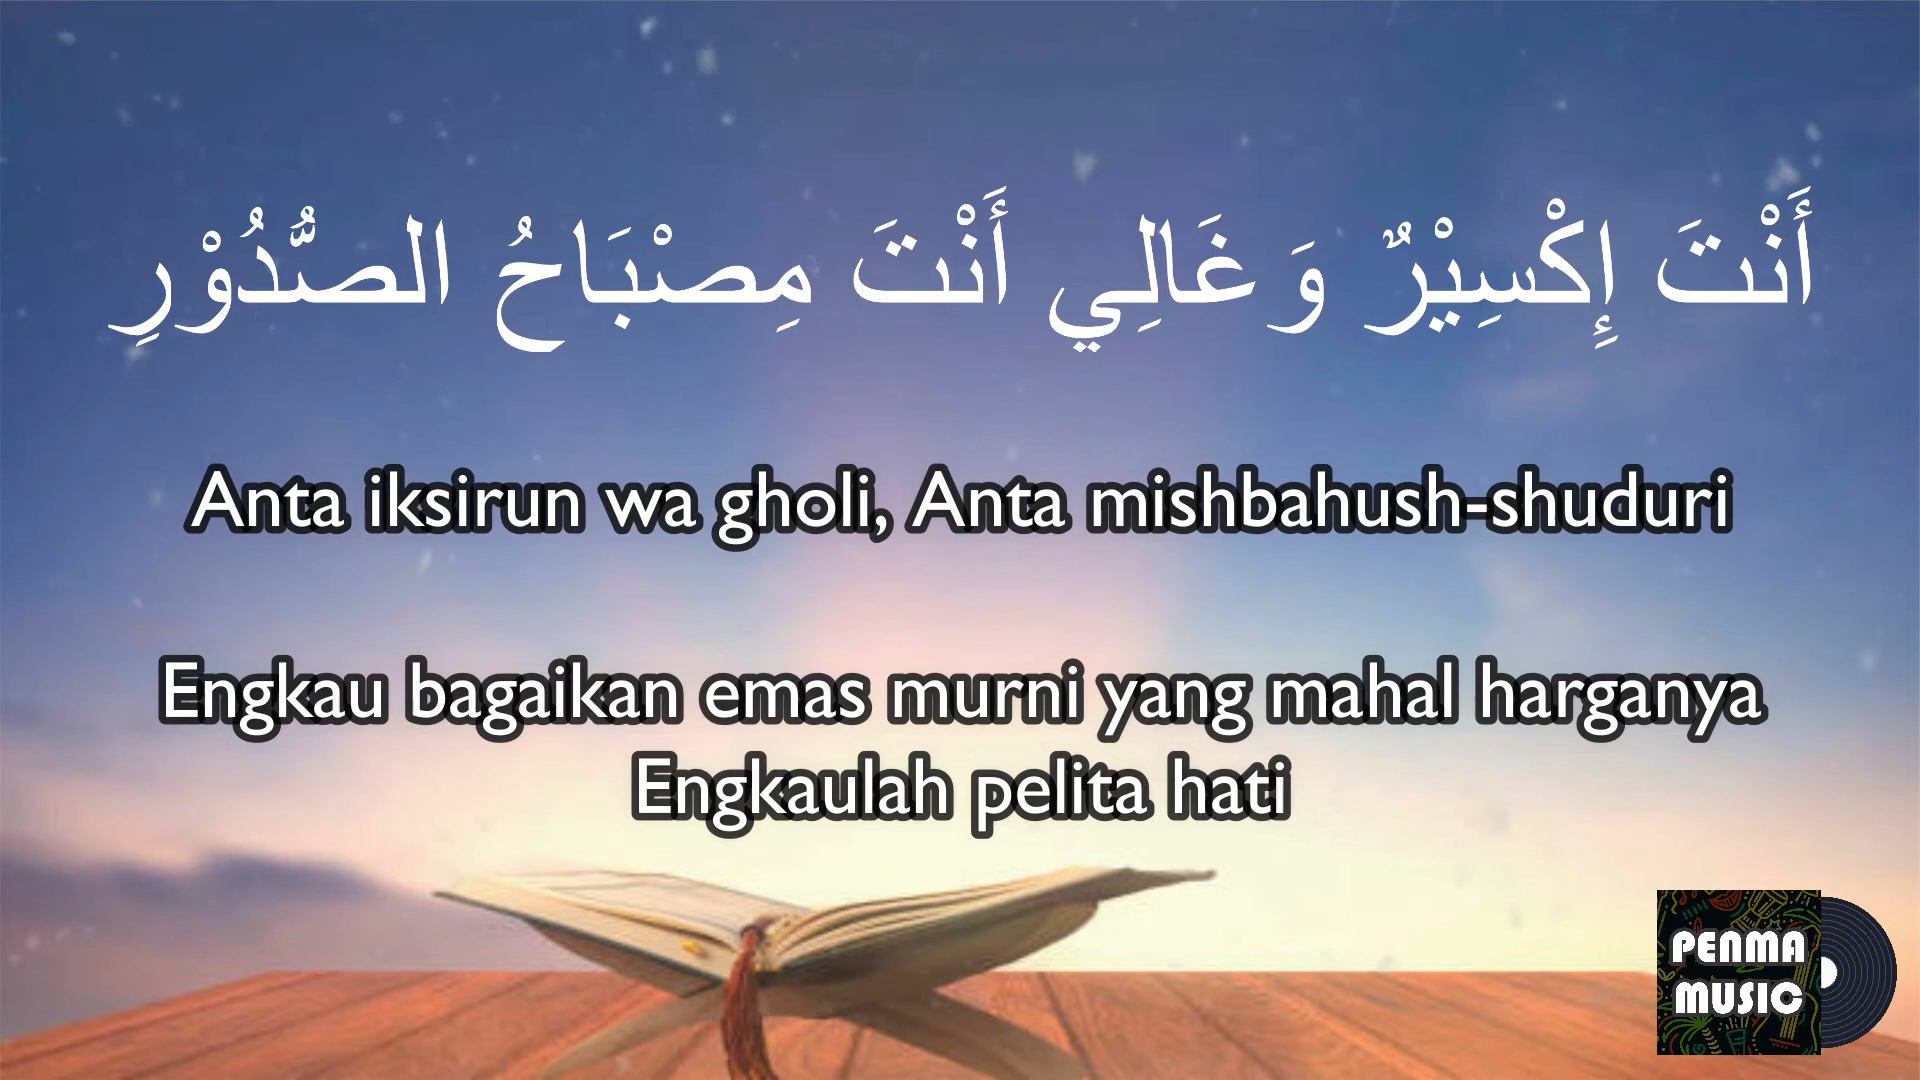 أَنْتَ إِكْسِيْرٌ وَغَالِي أَنْتَ مِصْبَاحُ الصُّدُوْرِ
Anta iksirun wa gholi, Anta mishbahush-shuduri
Engkau bagaikan emas murni yang mahal harganya
Engkaulah pelita hati
PENMA
MUSIC